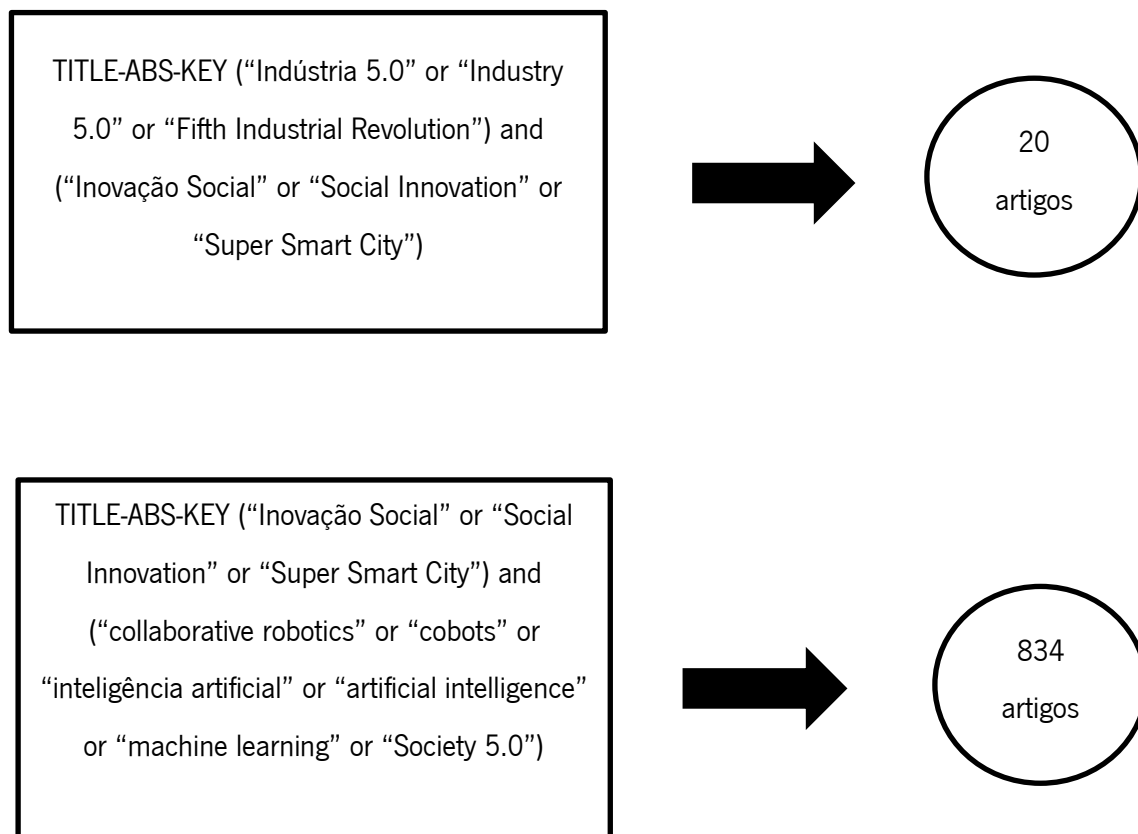 TITLE-ABS-KEY (“Indústria 5.0” or “Industry
5.0” or “Fifth Industrial Revolution”) and
(“Inovação Social” or “Social Innovation” or
“Super Smart City”)
20
artigos
TITLE-ABS-KEY (“Inovação Social” or “Social
Innovation” or “Super Smart City”) and
(“collaborative robotics” or “cobots” or
“inteligência artificial” or “artificial intelligence”
or “machine learning” or “Society 5.0”)
834
artigos